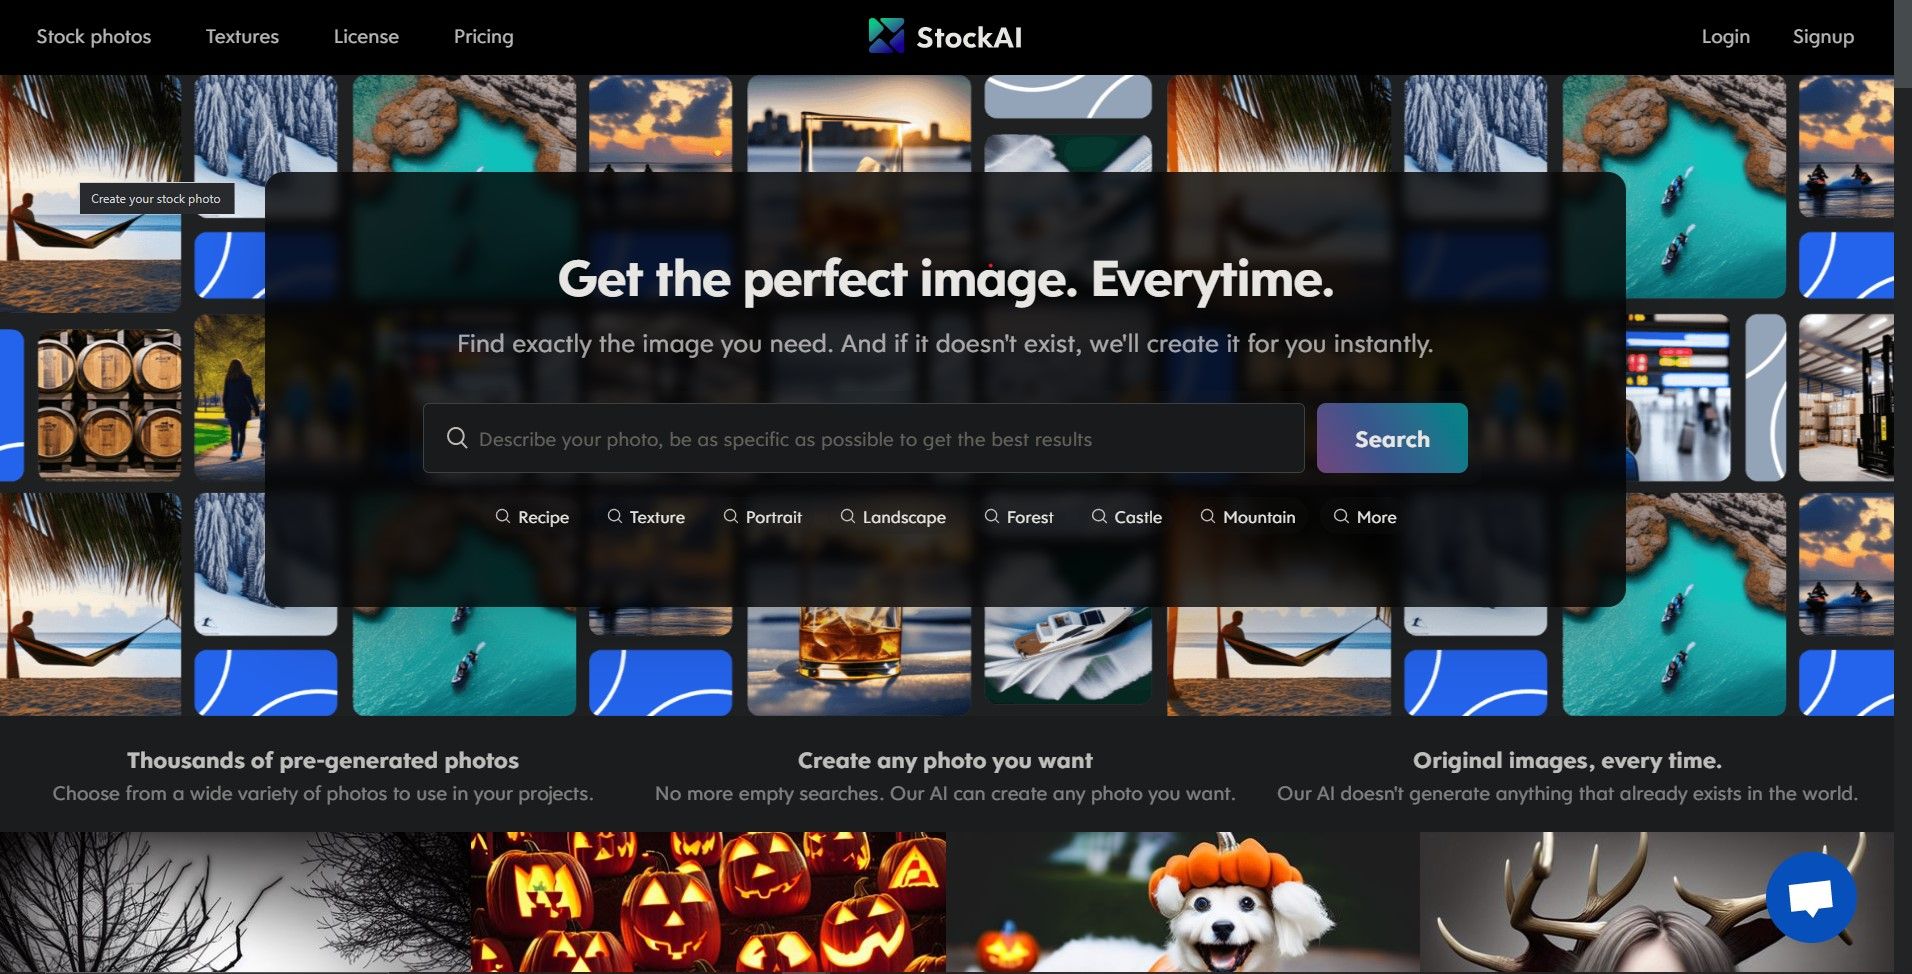 Stock photos
Textures
License
Pricing
StockAI
Login
Signup
Create your stock photo
Get the perfect image. Everytime.
Find exactly the image you need. And if it doesn't exist, we'll create it for you instantly.
Describe your photo, be as specific as possible to get the best results
Search
Recipe
Texture
Portrait
Landscape
Forest
Castle
Mountain
More
Thousands of pre-generated photos
Choose from a wide variety of photos to use in your projects.
Create any photo you want
No more empty searches. Our AI can create any photo you want.
Original images, every time.
Our AI doesn't generate anything that already exists in the world.